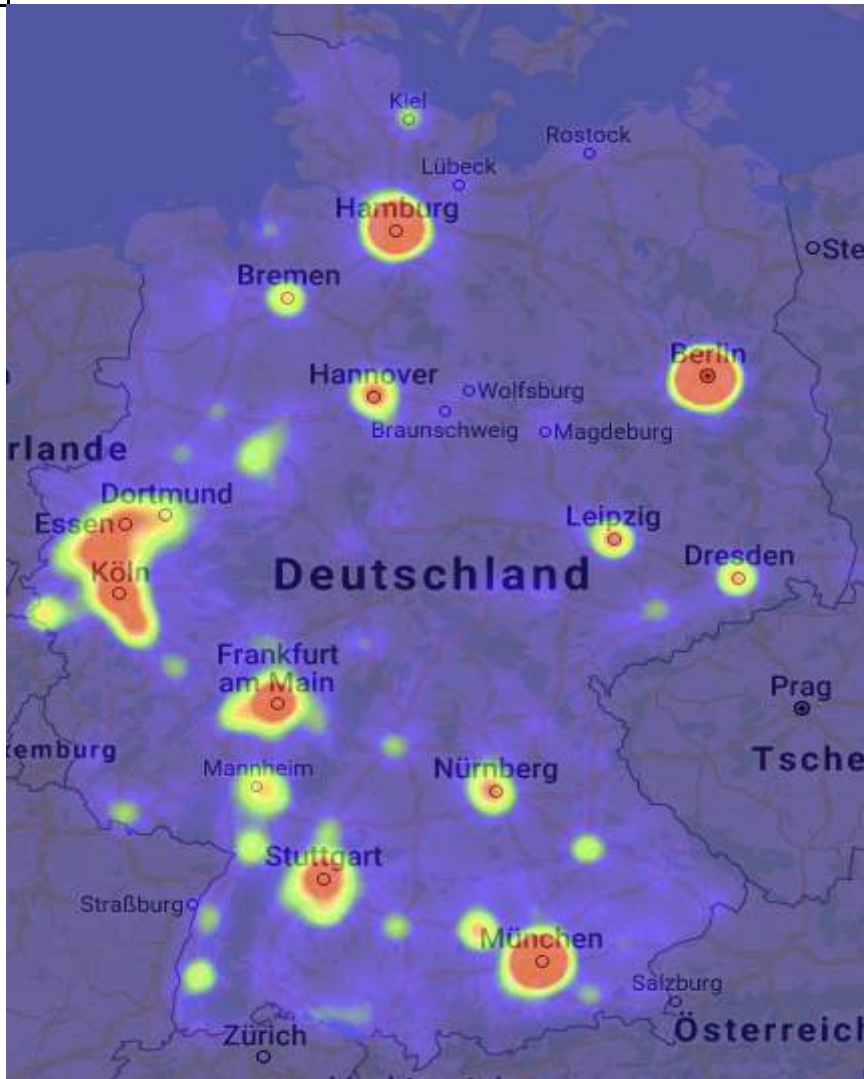 Kiel
Rostock
Lübeck
Hamburg
Ste
Bremen
Berlin
Hannover
Wolfsburg
Braunschweig
Magdeburg
rlande
Dortmund
Essen
Leipzig
Dresden
Köln
Deutschland
Frankfurt
am Main
Prag
xemburg
Tsche
Mannheim
Nürnberg
Stuttgart
Straßburg
München
Salzburg
Zürich
Österreich